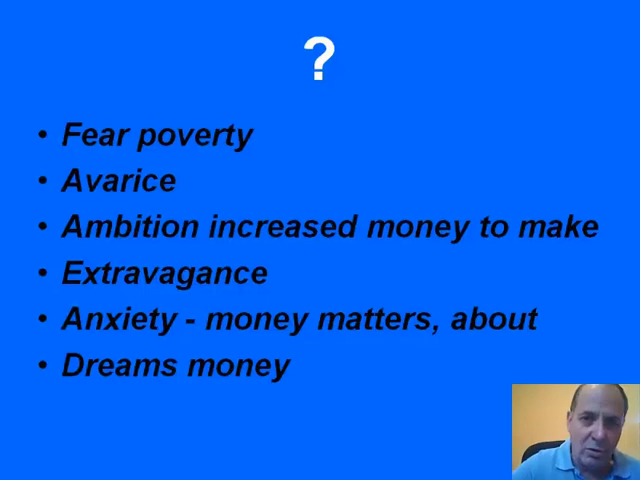 ?
• Fear poverty
• Avarice
• Ambition increased money to make
• Extravagance
• Anxiety - money matters, about
• Dreams money